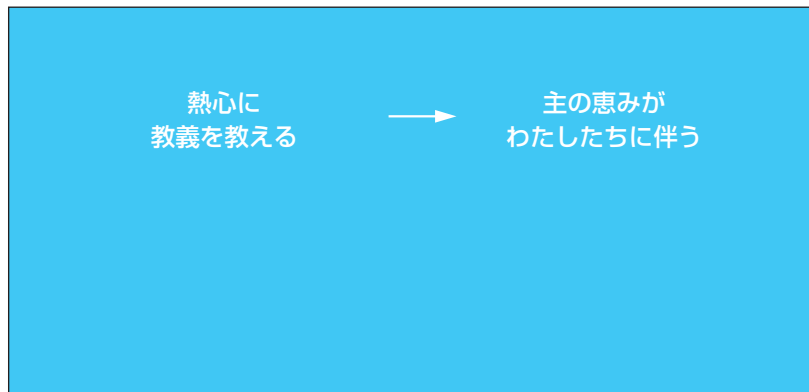 熱心に
教義を教える
主の恵みが
わたしたちに伴う